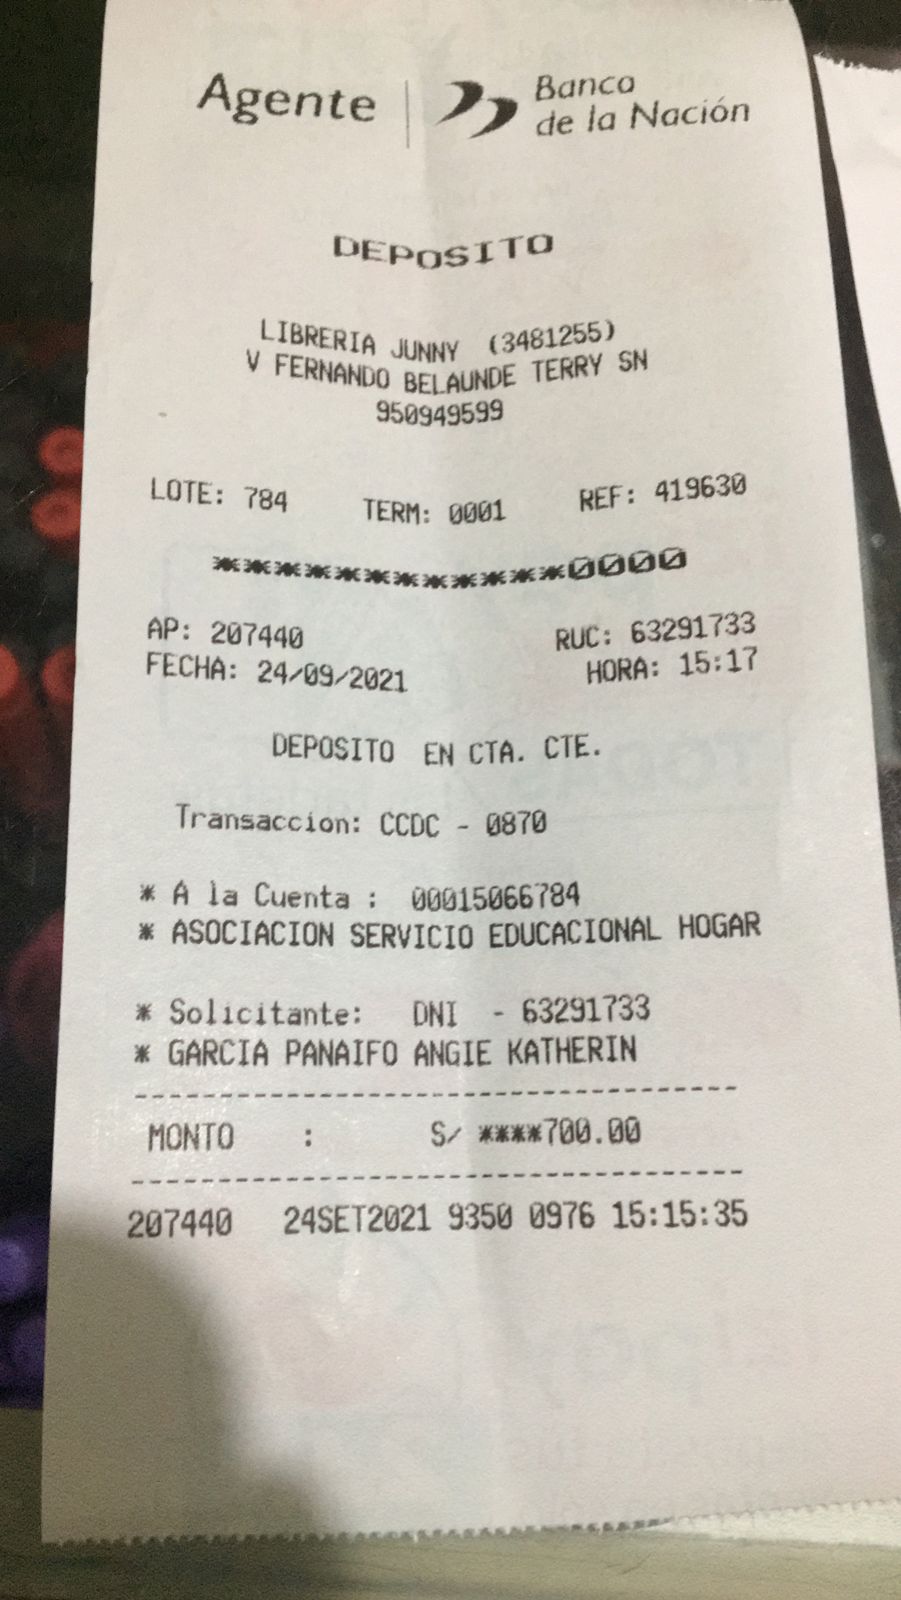 Agente | Banco
de la Nación
DEPOSITO
LIBRERIA JUNNY (3481255)
V FERNANDO BELAUNDE TERRY SN
950949599
LOTE: 784 TERM: 0001 REF: 419630
************0000
AP: 207440 RUC: 63291733
FECHA: 24/09/2021 HORA: 15:17
DEPOSITO EN CTA. CTE.
Transaccion: CCDC - 0870
* A la Cuenta : 00015066784
* ASOCIACION SERVICIO EDUCACIONAL HOGAR
* Solicitante: DNI - 63291733
* GARCIA PANAIFO ANGIE KATHERIN
MONTO : S/ ****700.00
207440 24SET2021 9350 0976 15:15:35